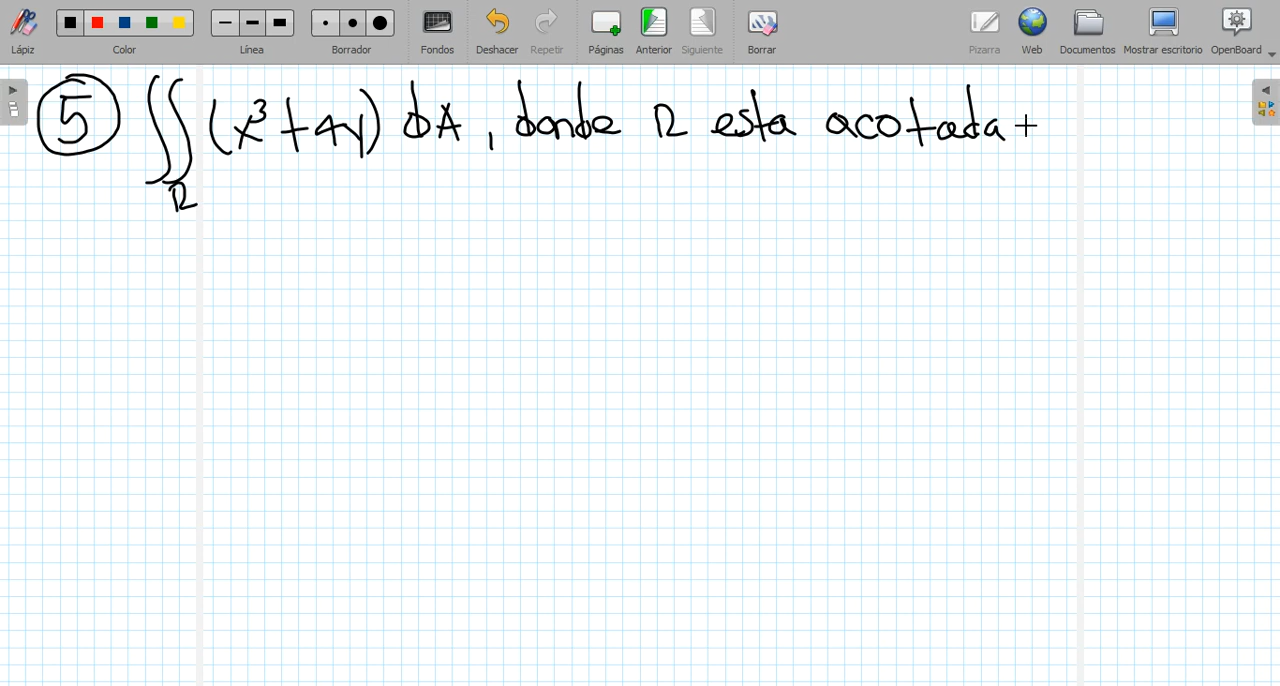 Lápiz Color Línea Borrador Fondos Deshacer Repetir Páginas Anterior Siguiente Borrar Pizarra Web Documentos Mostrar escritorio OpenBoard
⑤ ∬ (x³ + 4y) dA, donde R esta acotada +
R